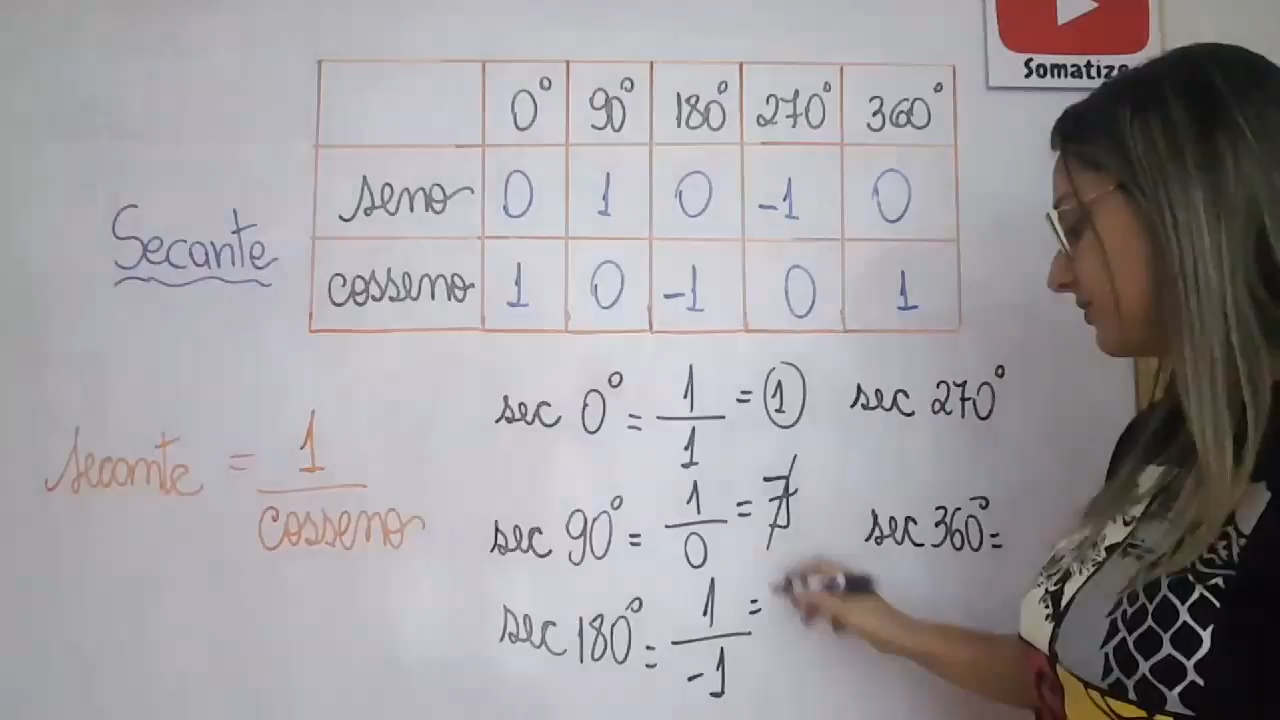 Somatize
0° 90° 180° 270° 360°
seno 0 1 0 -1 0
cosseno 1 0 -1 0 1
Secante
secante = 1/cosseno
sec 0° = 1/1 = 1
sec 90° = 1/0 = ∄
sec 180° = 1/-1 =
sec 270°
sec 360° =